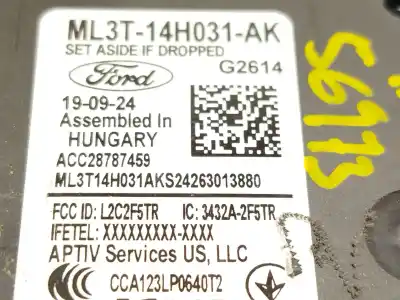 ML3T-14H031-AK
SET ASIDE IF DROPPED
Ford
G2614
19-09-24
Assembled In
HUNGARY
ACC28787459
ML3T14H031AKS24263013880
FCC ID: L2C2F5TR IC: 3432A-2F5TR
IFETEL: XXXXXXXXX-XXXX
APTIV Services US, LLC
CCA123LP0640T2